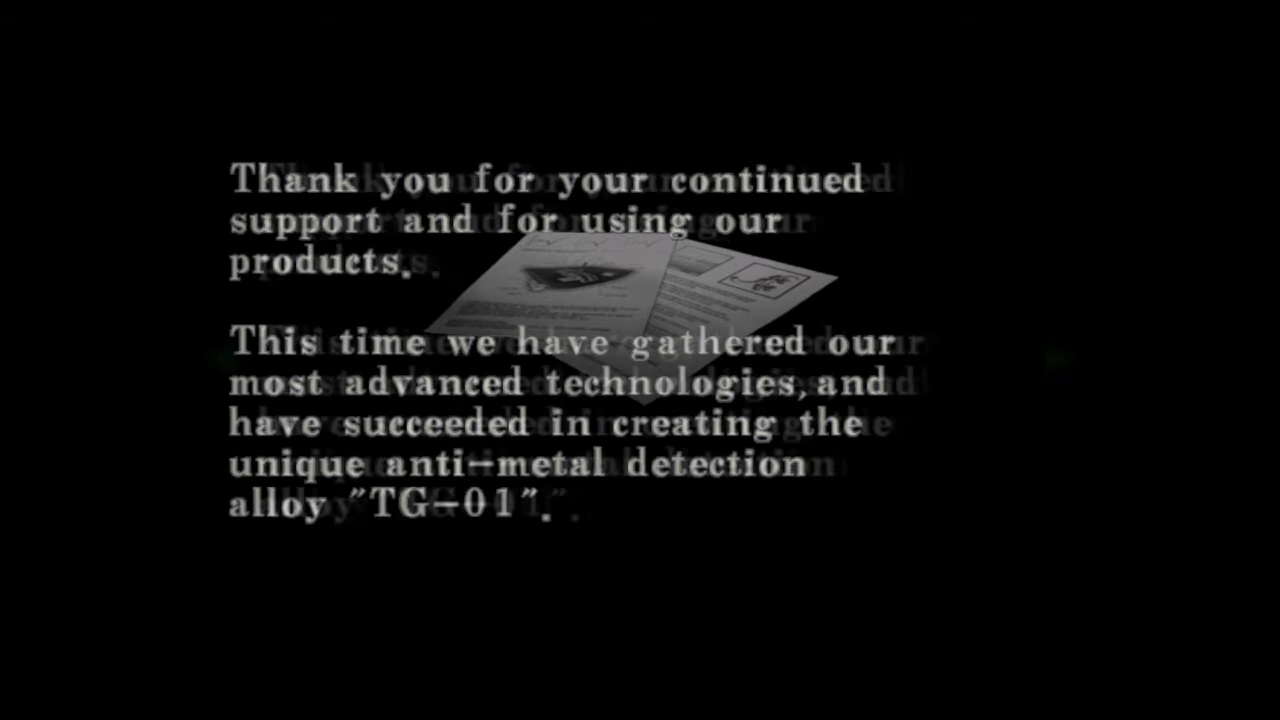 Thank you for your continued
support and for using our
products.
This time we have gathered our
most advanced technologies, and
have succeeded in creating the
unique anti-metal detection
alloy "TG-01".